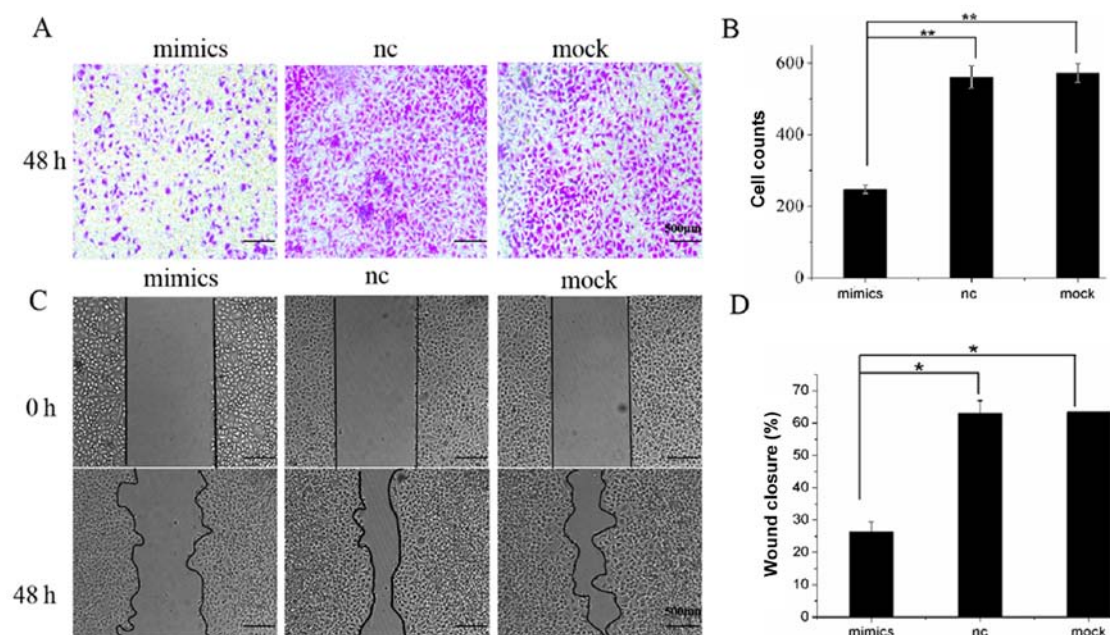 A
mimics
nc
mock
48 h
500μm
B
**
**
600
400
200
0
Cell counts
mimics
nc
mock
C
mimics
nc
mock
0 h
48 h
500μm
D
*
*
70
60
50
40
30
20
10
0
Wound closure (%)
mimics
nc
mock